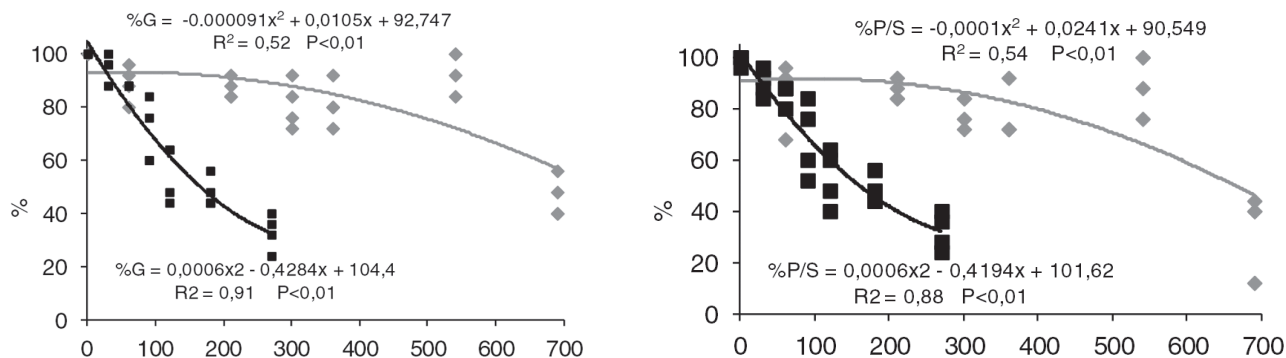 %G = -0.000091x² + 0,0105x + 92,747
R² = 0,52 P<0,01
100
80
60
40
20
0
%
%G = 0,0006x2 - 0,4284x + 104,4
R2 = 0,91 P<0,01
0 100 200 300 400 500 600 700
%P/S = -0,0001x² + 0,0241x + 90,549
R² = 0,54 P<0,01
100
80
60
40
20
0
%
%P/S = 0,0006x2 - 0,4194x + 101,62
R2 = 0,88 P<0,01
0 100 200 300 400 500 600 700